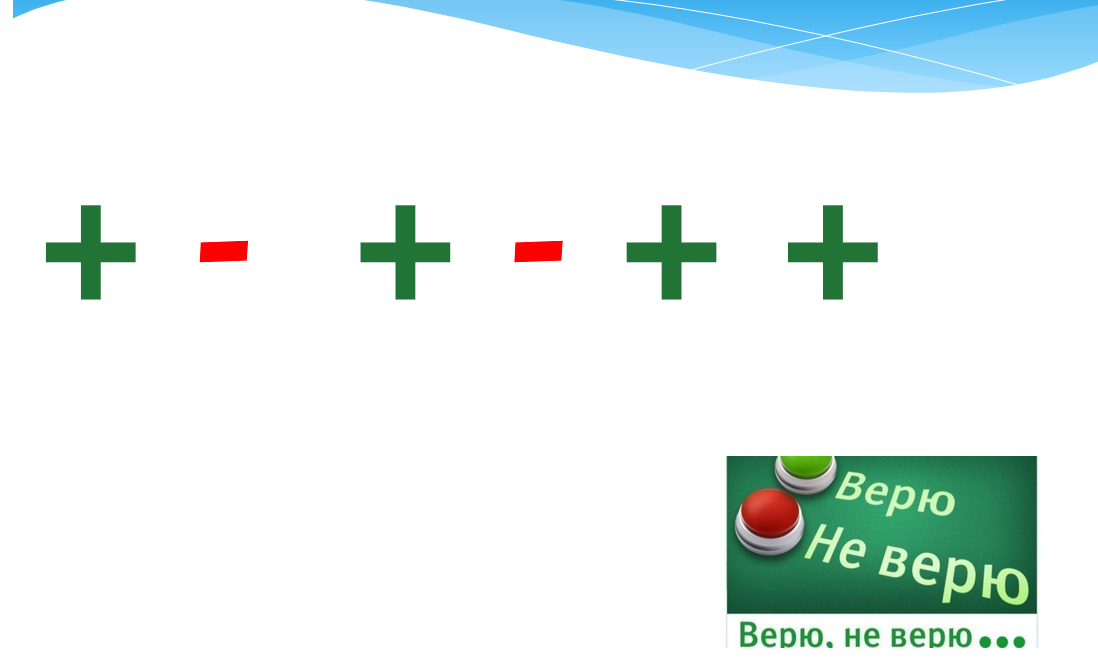 + - + - + +
Верю
Не верю
Верю, не верю...